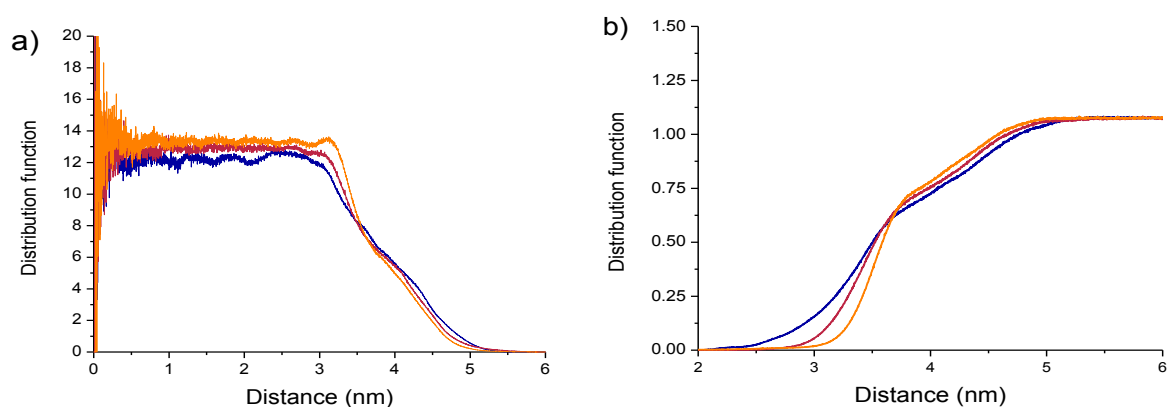 a)
Distribution function
20
18
16
14
12
10
8
6
4
2
0
0 1 2 3 4 5 6
Distance (nm)
b)
Distribution function
1.50
1.25
1.00
0.75
0.50
0.25
0.00
2 3 4 5 6
Distance (nm)